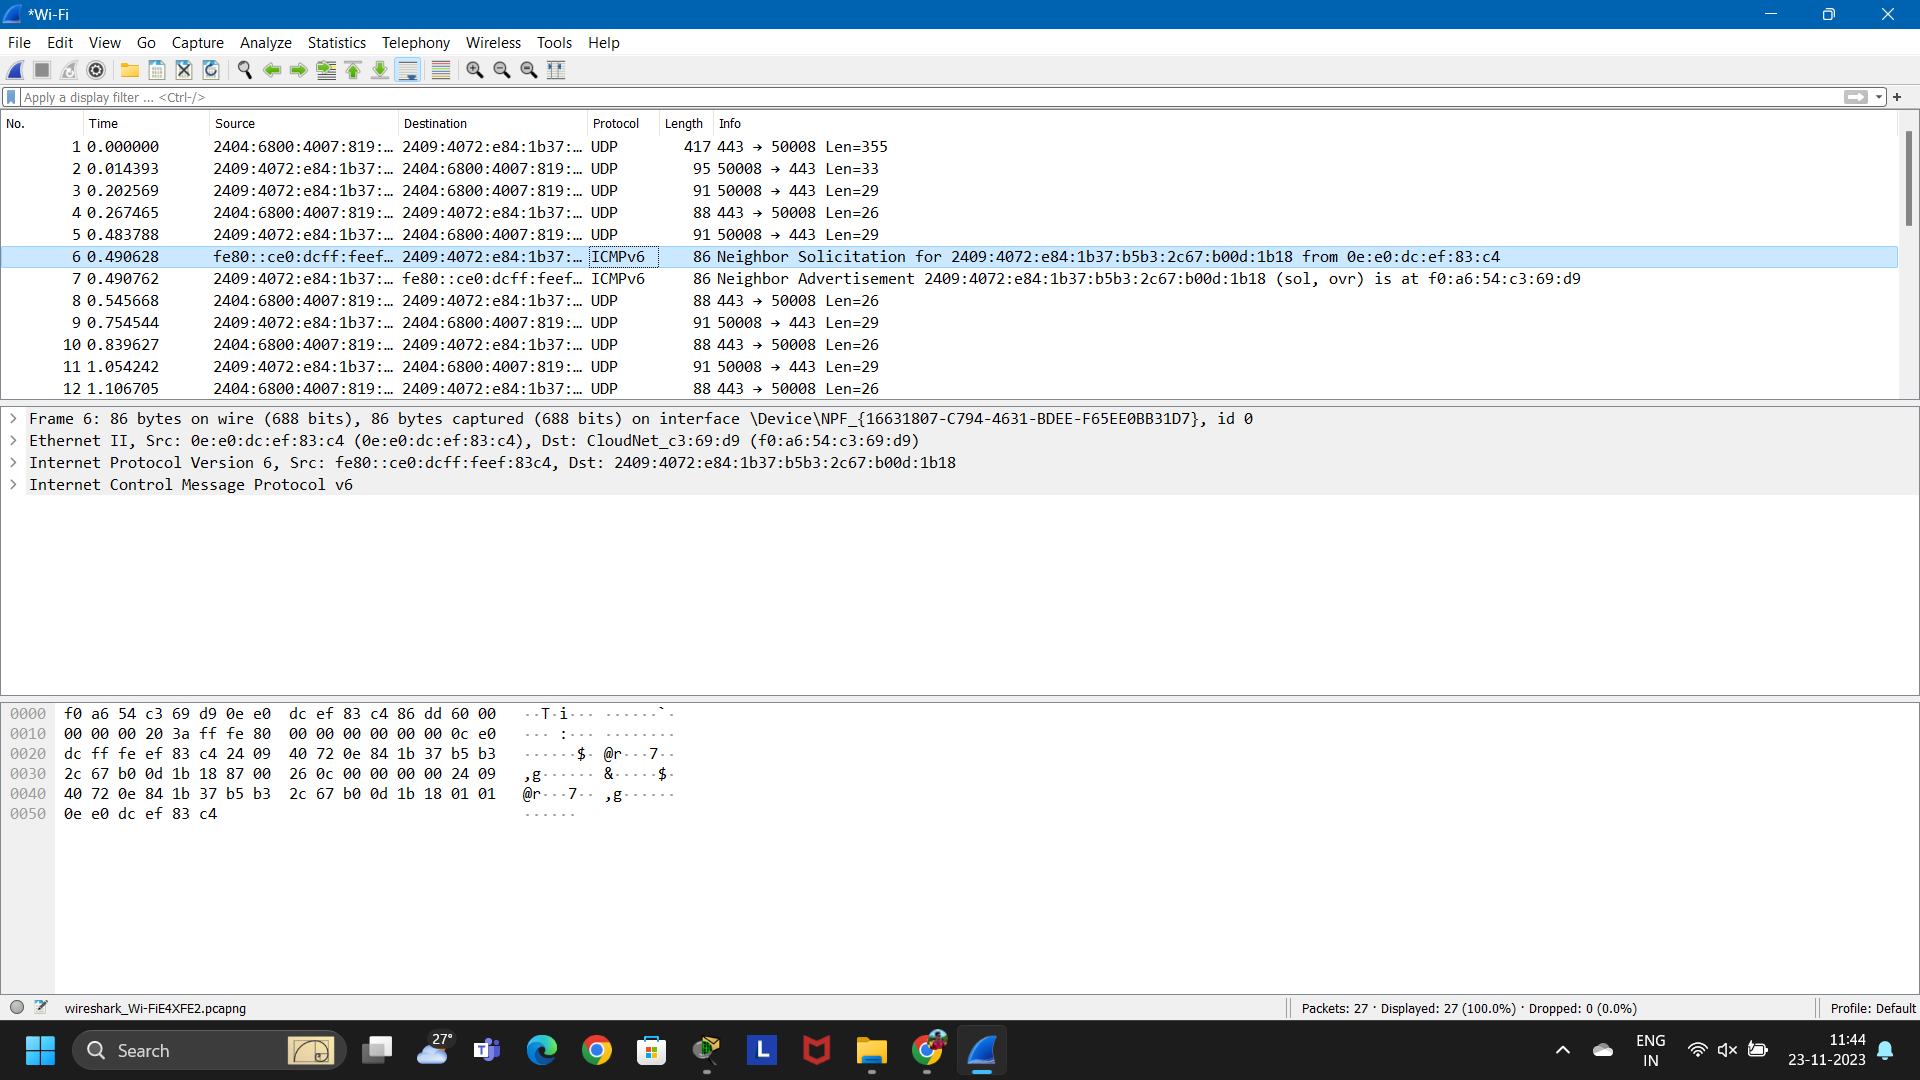 *Wi-Fi
File Edit View Go Capture Analyze Statistics Telephony Wireless Tools Help
Apply a display filter ... <Ctrl-/>
No. Time Source Destination Protocol Length Info
1 0.000000 2404:6800:4007:819:… 2409:4072:e84:1b37:… UDP 417 443 → 50008 Len=355
2 0.014393 2409:4072:e84:1b37:… 2404:6800:4007:819:… UDP 95 50008 → 443 Len=33
3 0.202569 2409:4072:e84:1b37:… 2404:6800:4007:819:… UDP 91 50008 → 443 Len=29
4 0.267465 2404:6800:4007:819:… 2409:4072:e84:1b37:… UDP 88 443 → 50008 Len=26
5 0.483788 2409:4072:e84:1b37:… 2404:6800:4007:819:… UDP 91 50008 → 443 Len=29
6 0.490628 fe80::ce0:dcff:feef… 2409:4072:e84:1b37:… ICMPv6 86 Neighbor Solicitation for 2409:4072:e84:1b37:b5b3:2c67:b00d:1b18 from 0e:e0:dc:ef:83:c4
7 0.490762 2409:4072:e84:1b37:… fe80::ce0:dcff:feef… ICMPv6 86 Neighbor Advertisement 2409:4072:e84:1b37:b5b3:2c67:b00d:1b18 (sol, ovr) is at f0:a6:54:c3:69:d9
8 0.545668 2404:6800:4007:819:… 2409:4072:e84:1b37:… UDP 88 443 → 50008 Len=26
9 0.754544 2409:4072:e84:1b37:… 2404:6800:4007:819:… UDP 91 50008 → 443 Len=29
10 0.839627 2404:6800:4007:819:… 2409:4072:e84:1b37:… UDP 88 443 → 50008 Len=26
11 1.054242 2409:4072:e84:1b37:… 2404:6800:4007:819:… UDP 91 50008 → 443 Len=29
12 1.106705 2404:6800:4007:819:… 2409:4072:e84:1b37:… UDP 88 443 → 50008 Len=26
Frame 6: 86 bytes on wire (688 bits), 86 bytes captured (688 bits) on interface \Device\NPF_{16631807-C794-4631-BDEE-F65EE0BB31D7}, id 0
Ethernet II, Src: 0e:e0:dc:ef:83:c4 (0e:e0:dc:ef:83:c4), Dst: CloudNet_c3:69:d9 (f0:a6:54:c3:69:d9)
Internet Protocol Version 6, Src: fe80::ce0:dcff:feef:83c4, Dst: 2409:4072:e84:1b37:b5b3:2c67:b00d:1b18
Internet Control Message Protocol v6
0000 f0 a6 54 c3 69 d9 0e e0 dc ef 83 c4 86 dd 60 00 ··T·i··· ······`·
0010 00 00 00 20 3a ff fe 80 00 00 00 00 00 00 0c e0 ··· :··· ········
0020 dc ff fe ef 83 c4 24 09 40 72 0e 84 1b 37 b5 b3 ······$· @r···7··
0030 2c 67 b0 0d 1b 18 87 00 26 0c 00 00 00 00 24 09 ,g······ &·····$·
0040 40 72 0e 84 1b 37 b5 b3 2c 67 b0 0d 1b 18 01 01 @r···7·· ,g······
0050 0e e0 dc ef 83 c4 ······
wireshark_Wi-FiE4XFE2.pcapng Packets: 27 · Displayed: 27 (100.0%) · Dropped: 0 (0.0%) Profile: Default
Search 27° L ENG IN 11:44 23-11-2023